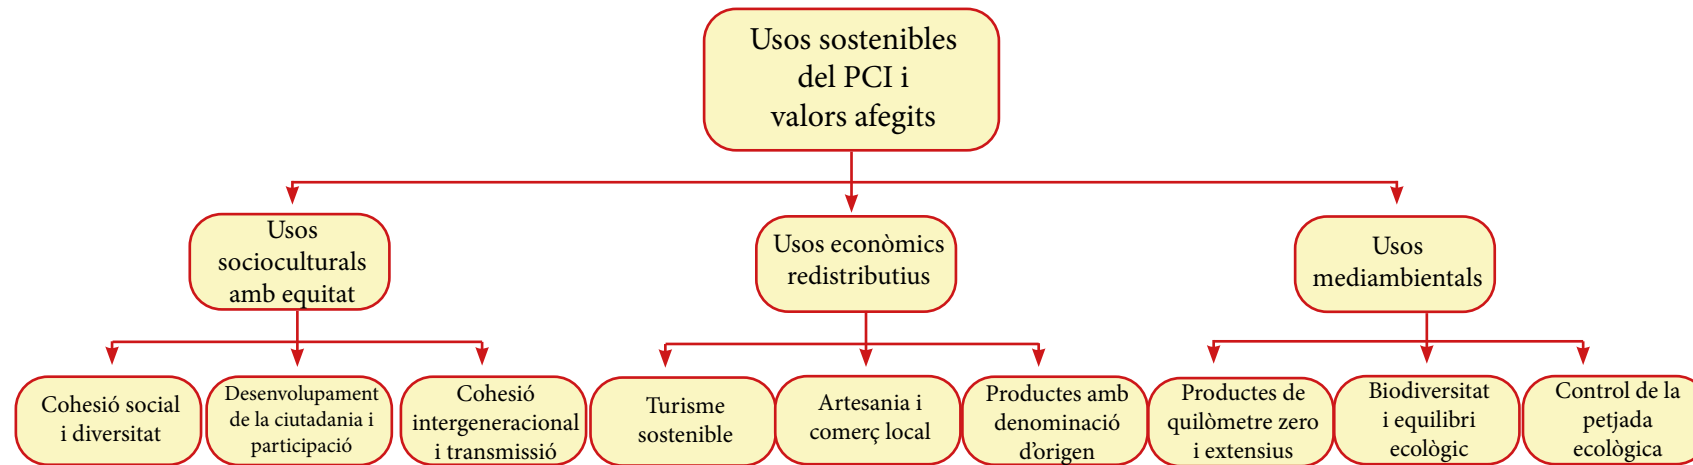 Usos sostenibles
del PCI i
valors afegits
Usos
socioculturals
amb equitat
Usos econòmics
redistributius
Usos
mediambientals
Cohesió social
i diversitat
Desenvolupament
de la ciutadania i
participació
Cohesió
intergeneracional
i transmissió
Turisme
sostenible
Artesania i
comerç local
Productes amb
denominació
d'origen
Productes de
quilòmetre zero
i extensius
Biodiversitat
i equilibri
ecològic
Control de la
petjada
ecològica